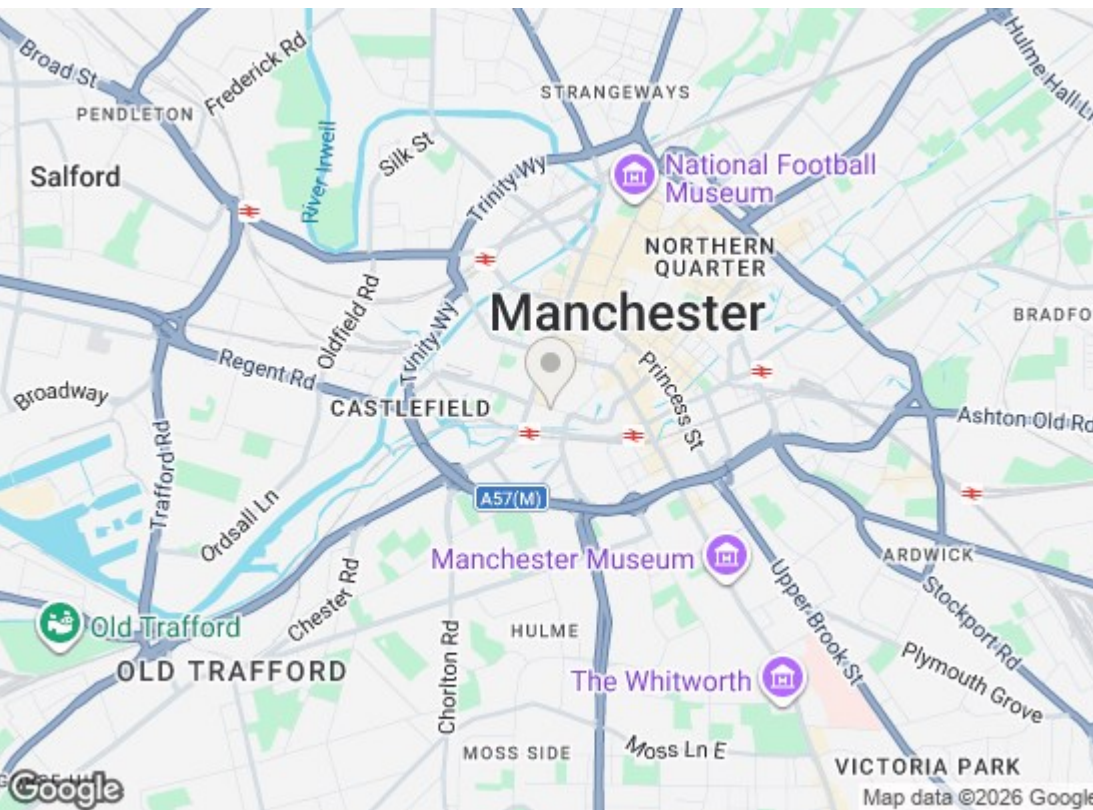 Broad St
Frederick Rd
Hulme Hall Ln
STRANGEWAYS
PENDLETON
Silk St
River Irwell
Salford
Trinity Wy
National Football
Museum
NORTHERN
QUARTER
Manchester
BRADFO
Oldfield Rd
Trinity Wy
Regent Rd
Princess St
Broadway
CASTLEFIELD
Ashton Old Rd
Trafford Rd
Ordsall Ln
A57(M)
Manchester Museum
ARDWICK
Chester Rd
Upper Brook St
Stockport Rd
Old Trafford
HULME
OLD TRAFFORD
Chorlton Rd
The Whitworth
Plymouth Grove
MOSS SIDE
Moss Ln E
VICTORIA PARK
Google
Map data ©2026 Google